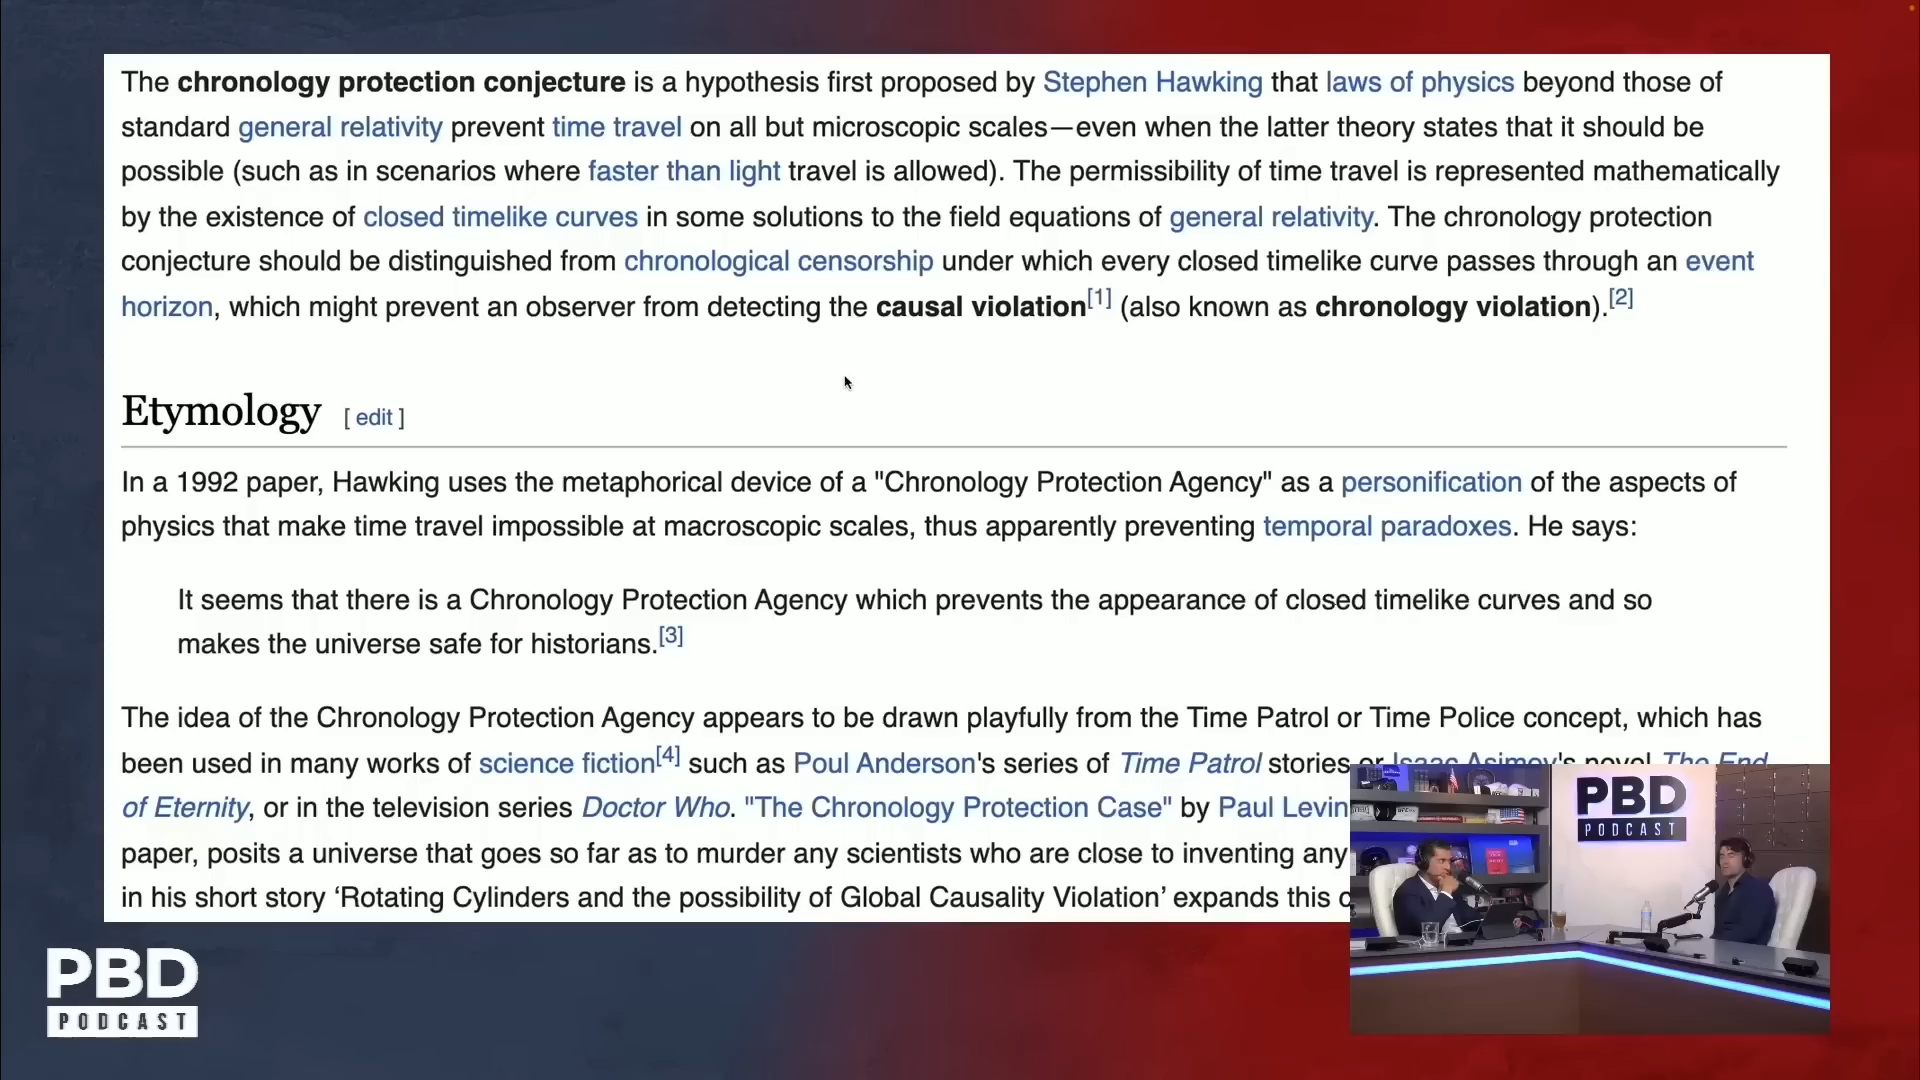 The chronology protection conjecture is a hypothesis first proposed by Stephen Hawking that laws of physics beyond those of
standard general relativity prevent time travel on all but microscopic scales—even when the latter theory states that it should be
possible (such as in scenarios where faster than light travel is allowed). The permissibility of time travel is represented mathematically
by the existence of closed timelike curves in some solutions to the field equations of general relativity. The chronology protection
conjecture should be distinguished from chronological censorship under which every closed timelike curve passes through an event
horizon, which might prevent an observer from detecting the causal violation[1] (also known as chronology violation).[2]
Etymology [ edit ]
In a 1992 paper, Hawking uses the metaphorical device of a "Chronology Protection Agency" as a personification of the aspects of
physics that make time travel impossible at macroscopic scales, thus apparently preventing temporal paradoxes. He says:
It seems that there is a Chronology Protection Agency which prevents the appearance of closed timelike curves and so
makes the universe safe for historians.[3]
The idea of the Chronology Protection Agency appears to be drawn playfully from the Time Patrol or Time Police concept, which has
been used in many works of science fiction[4] such as Poul Anderson's series of Time Patrol stories or Isaac Asimov's novel The End
of Eternity, or in the television series Doctor Who. "The Chronology Protection Case" by Paul Levin
paper, posits a universe that goes so far as to murder any scientists who are close to inventing any
in his short story ‘Rotating Cylinders and the possibility of Global Causality Violation’ expands this
PBD
PODCAST
PBD
PODCAST